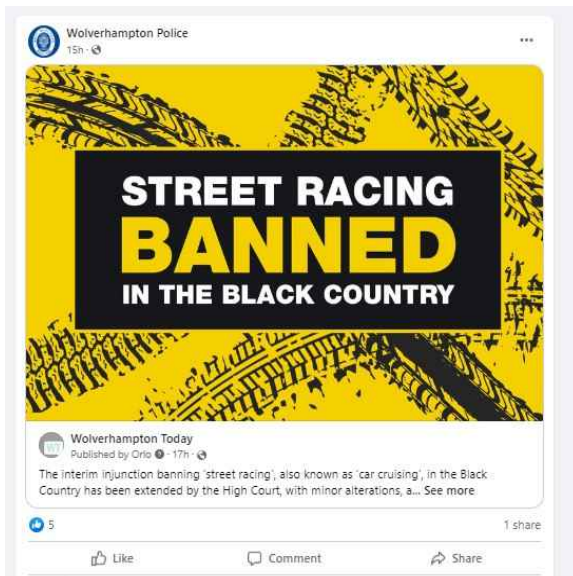 Wolverhampton Police
15h ·
STREET RACING
BANNED
IN THE BLACK COUNTRY
Wolverhampton Today
Published by Orlo · 17h ·
The interim injunction banning 'street racing', also known as 'car cruising', in the Black
Country has been extended by the High Court, with minor alterations, a... See more
5
1 share
Like
Comment
Share